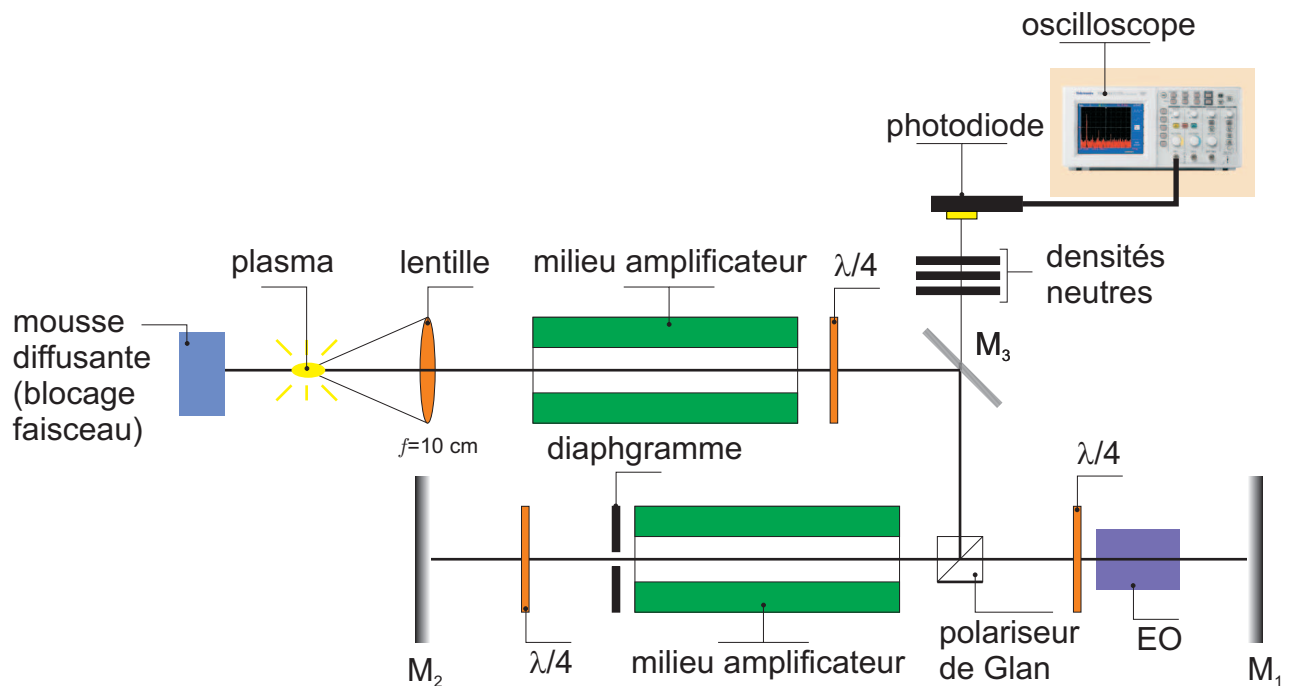 oscilloscope
photodiode
plasma
lentille
milieu amplificateur
λ/4
densités
neutres
mousse
diffusante
(blocage
faisceau)
M3
f=10 cm
diaphgramme
λ/4
M2
λ/4
milieu amplificateur
polariseur
de Glan
EO
M1